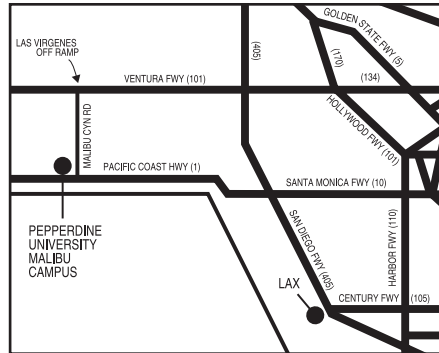 GOLDEN STATE FWY (5)
LAS VIRGENES
OFF RAMP
(405)
(170)
VENTURA FWY (101)
(134)
MALIBU CYN RD
HOLLYWOOD FWY (101)
PACIFIC COAST HWY (1)
SANTA MONICA FWY (10)
PEPPERDINE
UNIVERSITY
MALIBU
CAMPUS
SAN DIEGO FWY (405)
HARBOR FWY (110)
LAX
CENTURY FWY (105)